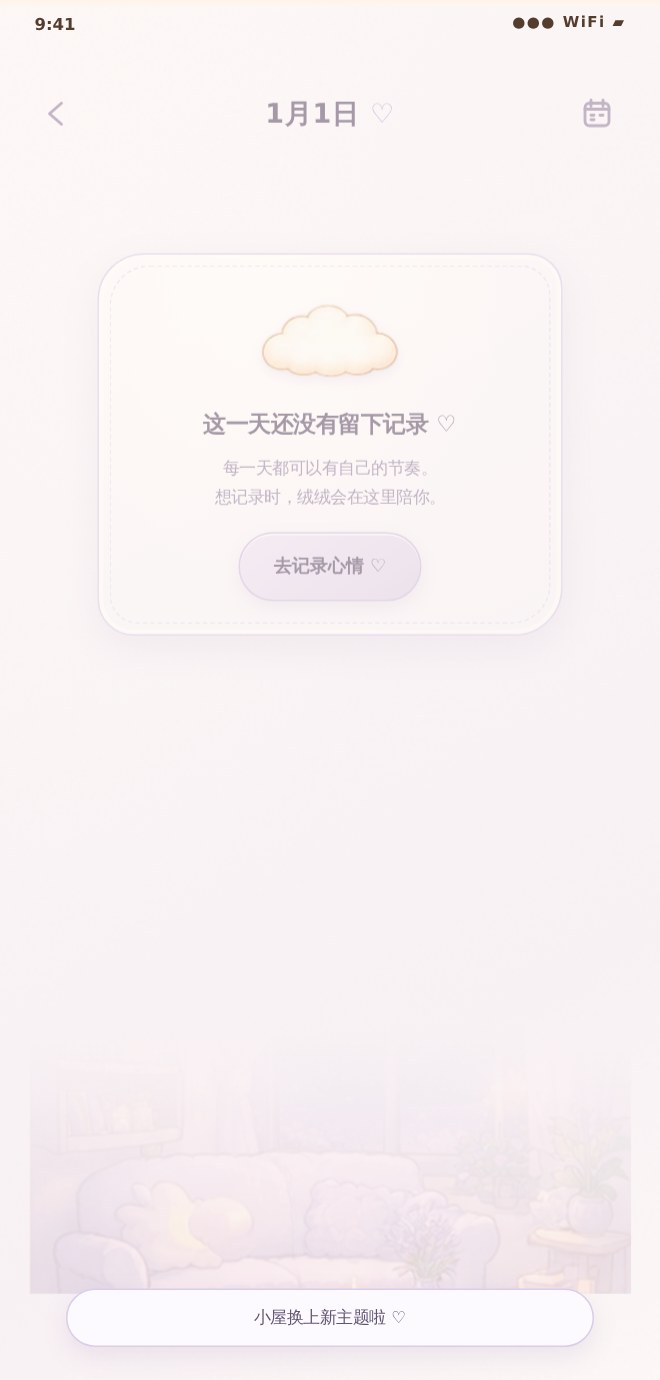 9:41
●●● WiFi ▰
1月1日 ♡
这一天还没有留下记录 ♡
每一天都可以有自己的节奏。
想记录时，绒绒会在这里陪你。
去记录心情 ♡
小屋换上新主题啦 ♡